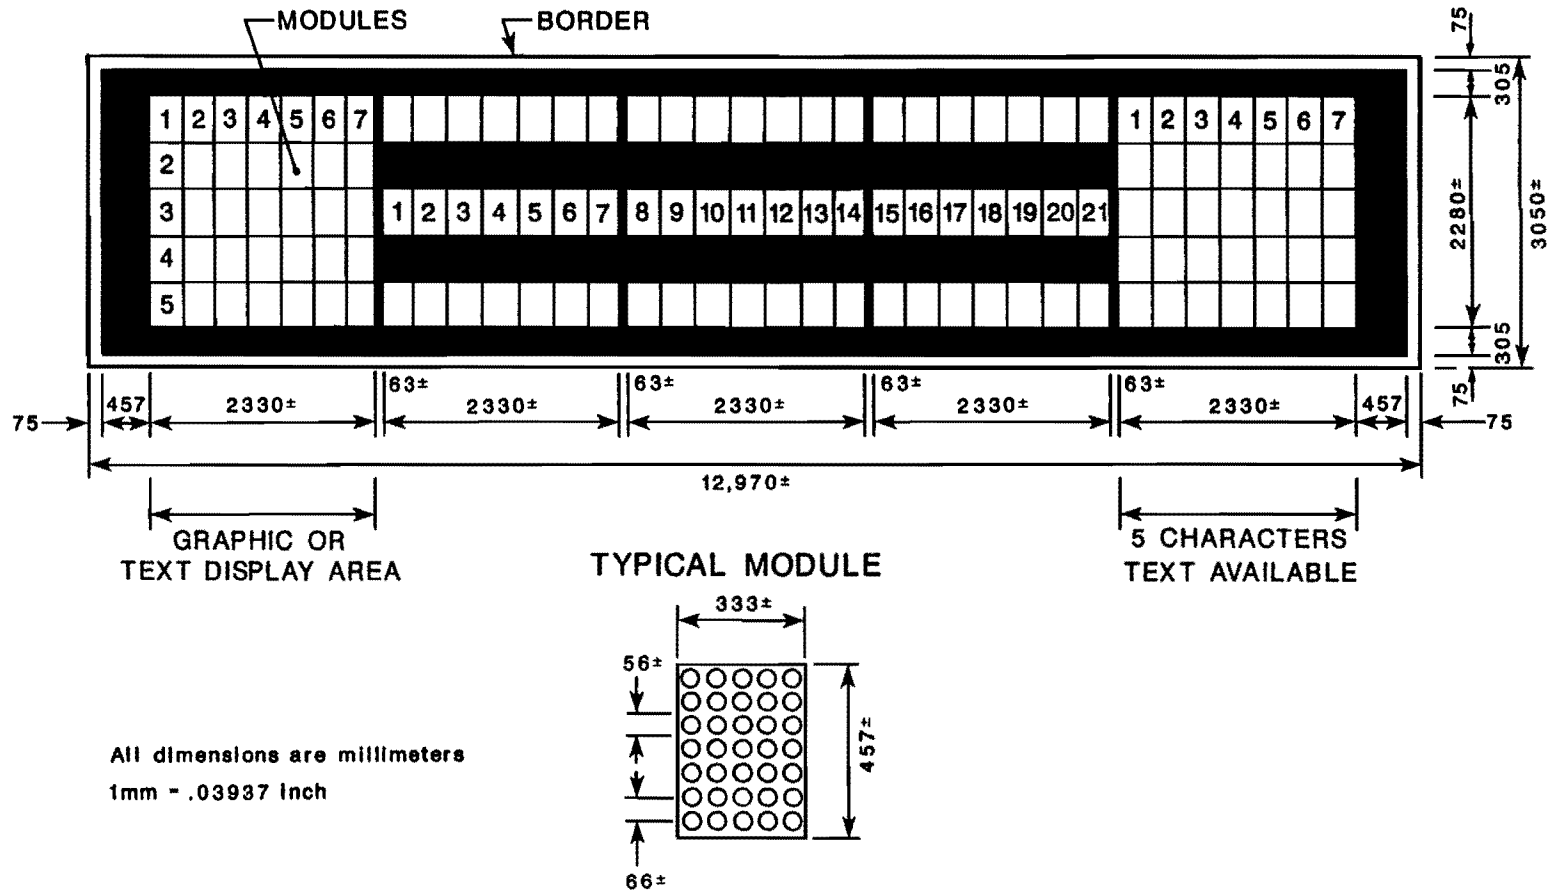 MODULES
BORDER
75
305
1 2 3 4 5 6 7
1 2 3 4 5 6 7
2
3
1 2 3 4 5 6 7 8 9 10 11 12 13 14 15 16 17 18 19 20 21
4
5
2280±
3050±
305
75
63± 63± 63± 63±
75 457 2330± 2330± 2330± 2330± 2330± 457 75
12,970±
GRAPHIC OR
TEXT DISPLAY AREA
5 CHARACTERS
TEXT AVAILABLE
TYPICAL MODULE
333±
56±
457±
66±
All dimensions are millimeters
1mm = .03937 inch